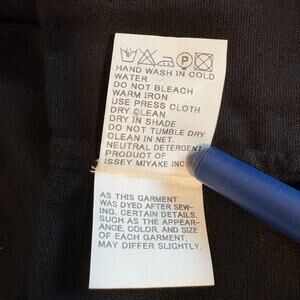 P
HAND WASH IN COLD
WATER.
DO NOT BLEACH
WARM IRON
USE PRESS CLOTH
DRY CLEAN
DRY IN SHADE
DO NOT TUMBLE DRY
CLEAN IN NET.
NEUTRAL DETERGENT
PRODUCT OF
ISSEY MIYAKE INC
AS THIS GARMENT
WAS DYED AFTER SEW-
ING, CERTAIN DETAILS,
SUCH AS THE APPEAR-
ANCE, COLOR, AND SIZE
OF EACH GARMENT,
MAY DIFFER SLIGHTLY.